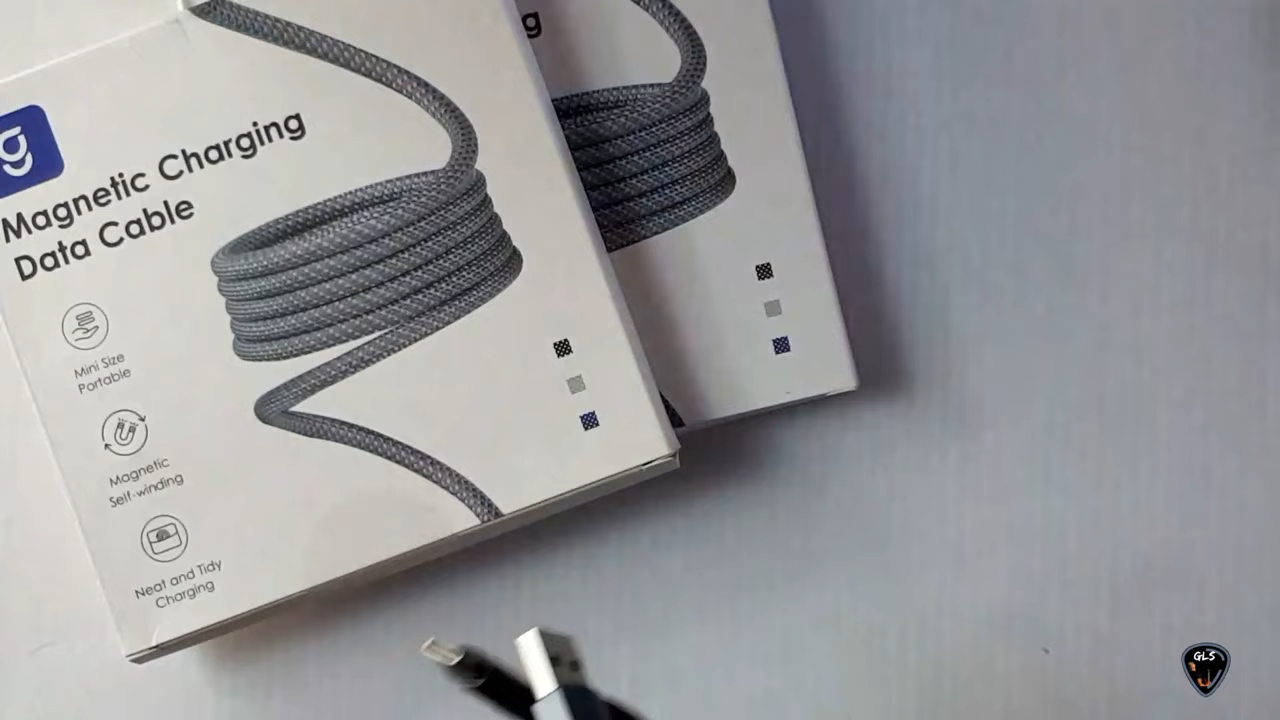 g
g
Magnetic Charging
Data Cable
Mini Size
Portable
Magnetic
Self-winding
Neat and Tidy
Charging
GLS